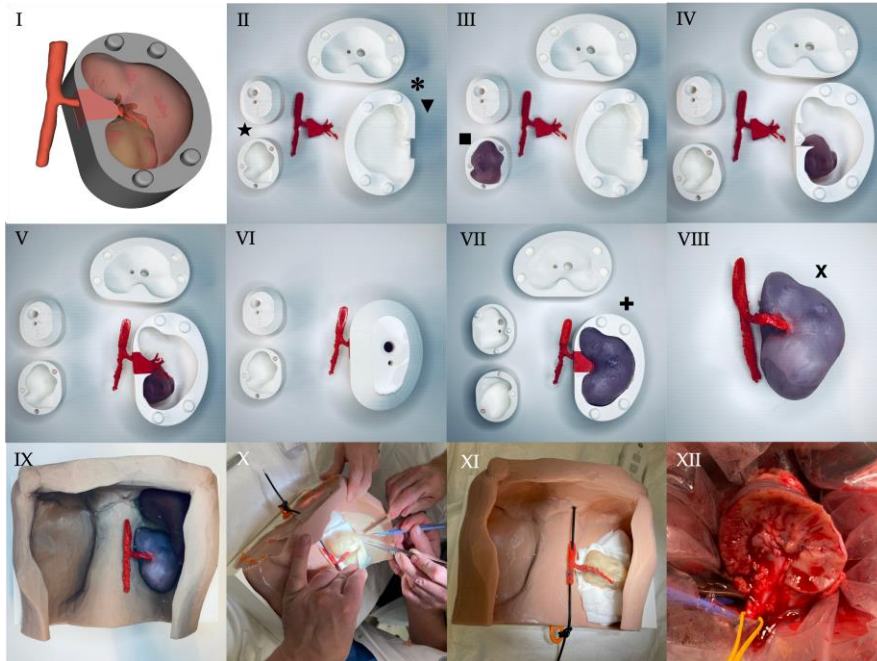 I II III IV
* ▼ ★ ■
V VI VII VIII
✚ x
IX X XI XII